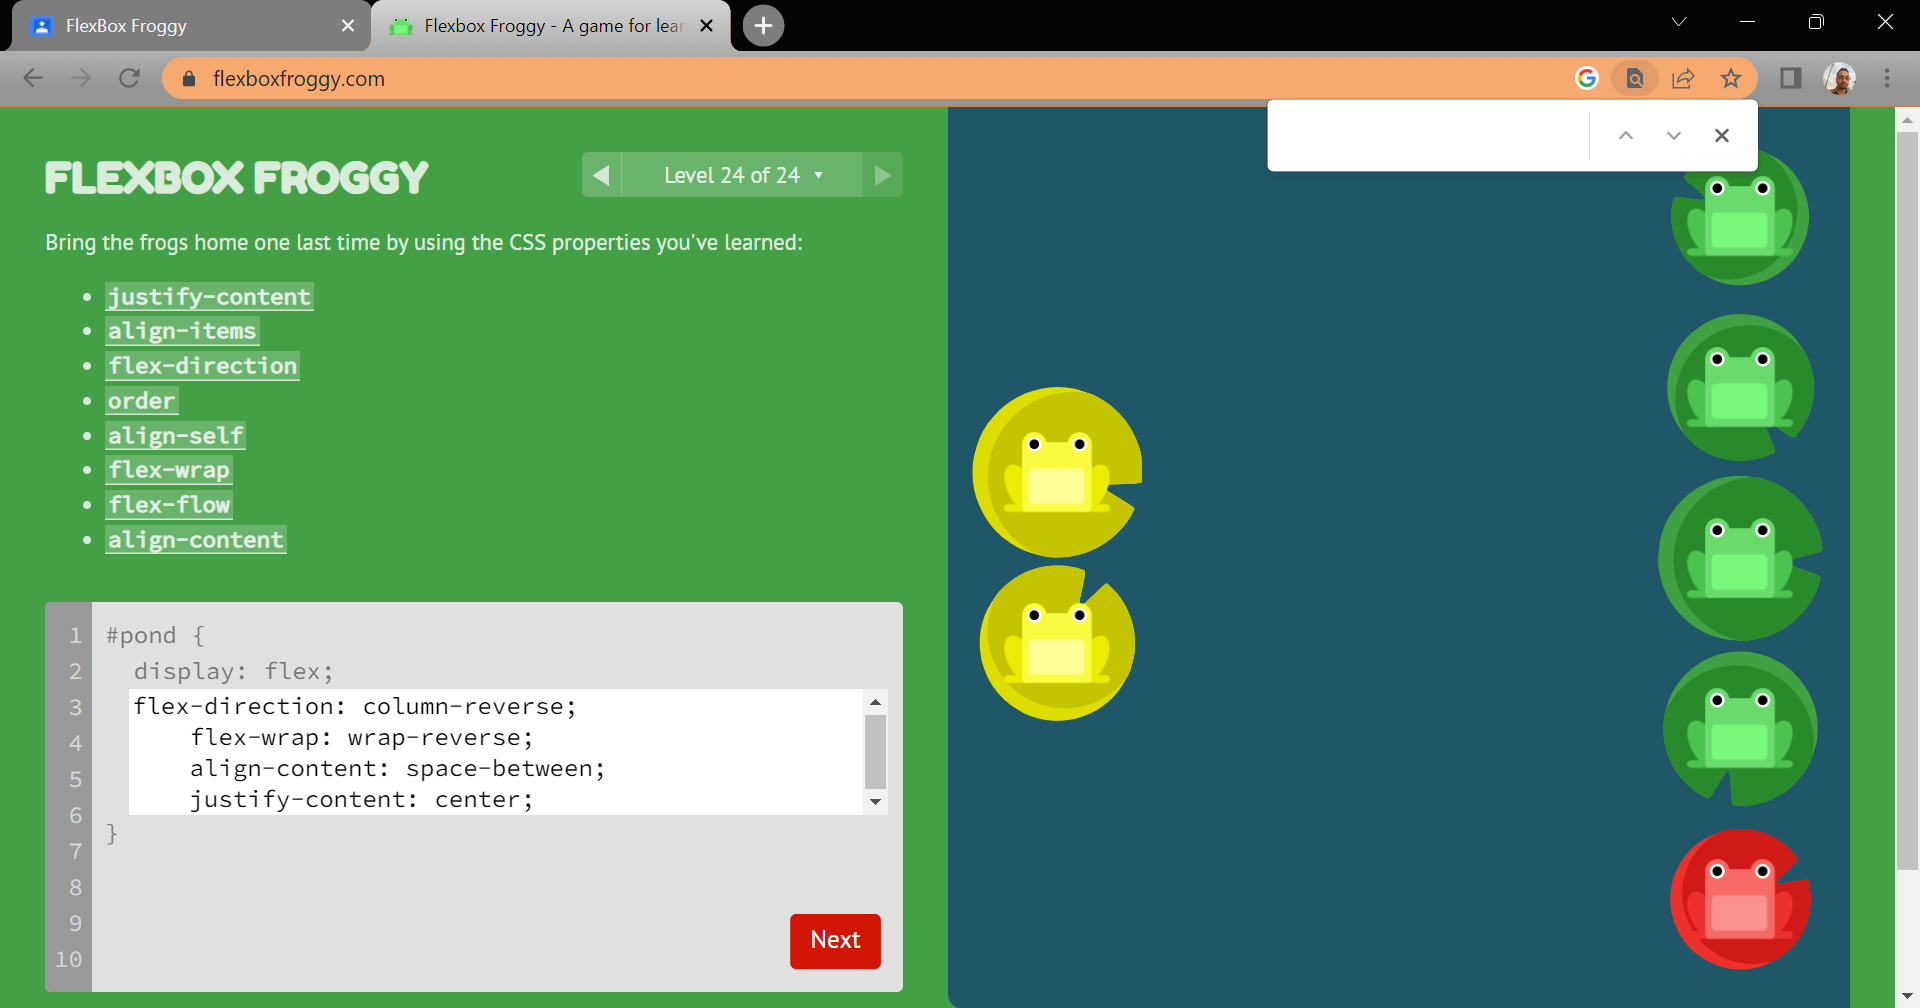 FlexBox Froggy
Flexbox Froggy - A game for lear
flexboxfroggy.com
FLEXBOX FROGGY
Level 24 of 24
Bring the frogs home one last time by using the CSS properties you've learned:
justify-content
align-items
flex-direction
order
align-self
flex-wrap
flex-flow
align-content
1 #pond {
2 display: flex;
3 flex-direction: column-reverse;
4 flex-wrap: wrap-reverse;
5 align-content: space-between;
6 justify-content: center;
}
7
8
9
10
Next